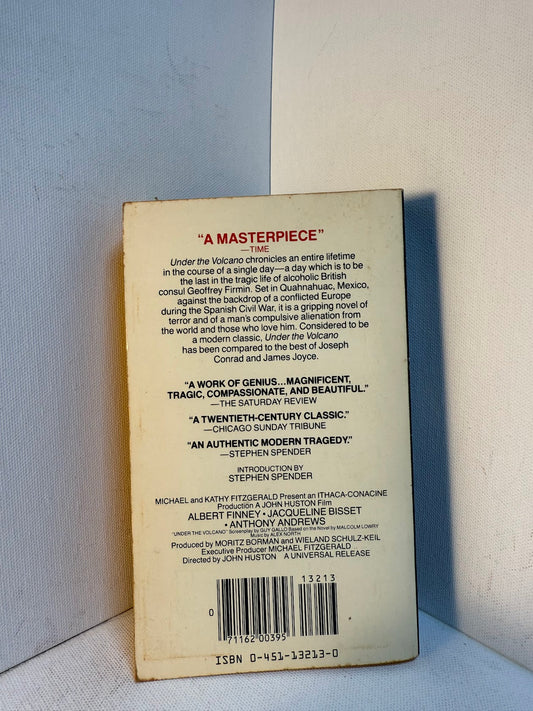 “A MASTERPIECE”
—TIME
Under the Volcano chronicles an entire lifetime
in the course of a single day—a day which is to be
the last in the tragic life of alcoholic British
consul Geoffrey Firmin. Set in Quahnahuac, Mexico,
against the backdrop of a conflicted Europe
during the Spanish Civil War, it is a gripping novel of
terror and of a man's compulsive alienation from
the world and those who love him. Considered to be
a modern classic, Under the Volcano
has been compared to the best of Joseph
Conrad and James Joyce.
“A WORK OF GENIUS...MAGNIFICENT,
TRAGIC, COMPASSIONATE, AND BEAUTIFUL.”
—THE SATURDAY REVIEW
“A TWENTIETH-CENTURY CLASSIC.”
—CHICAGO SUNDAY TRIBUNE
“AN AUTHENTIC MODERN TRAGEDY.”
—STEPHEN SPENDER
INTRODUCTION BY
STEPHEN SPENDER
MICHAEL and KATHY FITZGERALD Present an ITHACA-CONACINE
Production A JOHN HUSTON Film
ALBERT FINNEY • JACQUELINE BISSET
• ANTHONY ANDREWS
“UNDER THE VOLCANO” Screenplay by GUY GALLO Based on the Novel by MALCOLM LOWRY
Music by ALEX NORTH
Produced by MORITZ BORMAN and WIELAND SCHULZ-KEIL
Executive Producer MICHAEL FITZGERALD
Directed by JOHN HUSTON A UNIVERSAL RELEASE
13213
0
71162 00395
ISBN 0-451-13213-0